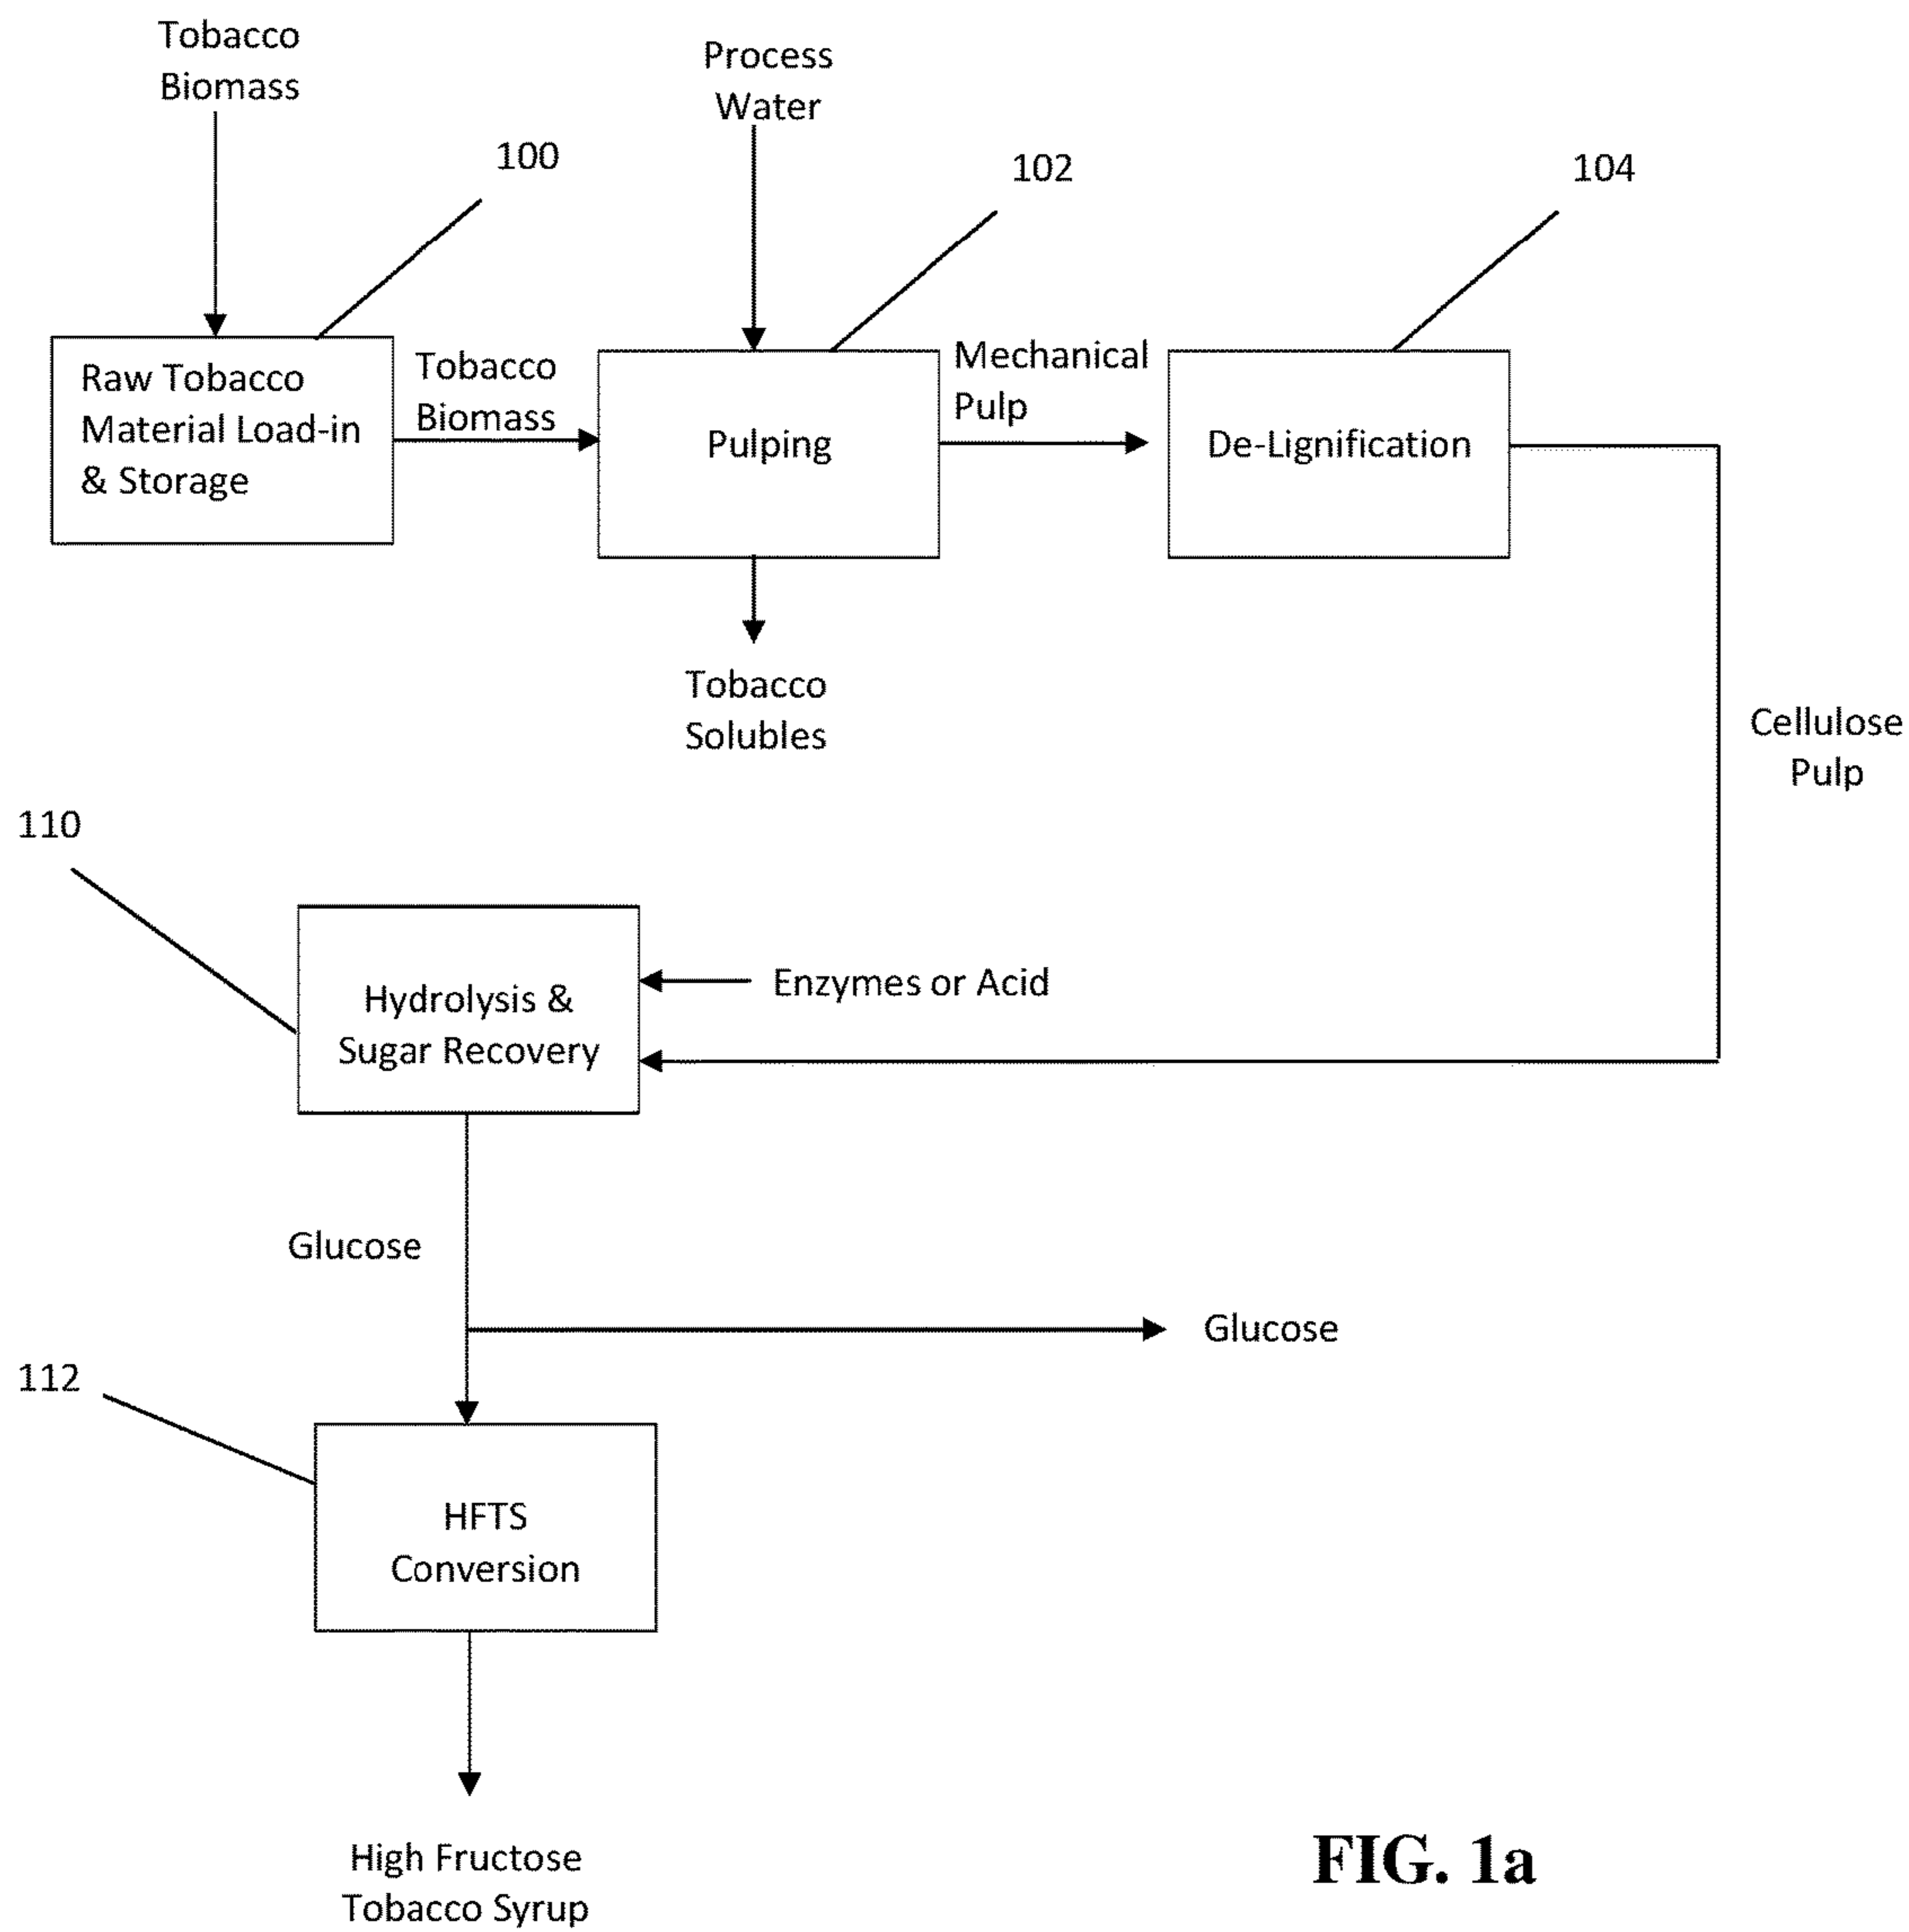 Tobacco
Biomass
Process
Water
100
102
104
Raw Tobacco
Material Load-in
& Storage
Tobacco
Biomass
Pulping
Mechanical
Pulp
De-Lignification
Tobacco
Solubles
Cellulose
Pulp
110
Hydrolysis &
Sugar Recovery
Enzymes or Acid
Glucose
Glucose
112
HFTS
Conversion
High Fructose
Tobacco Syrup
FIG. 1a